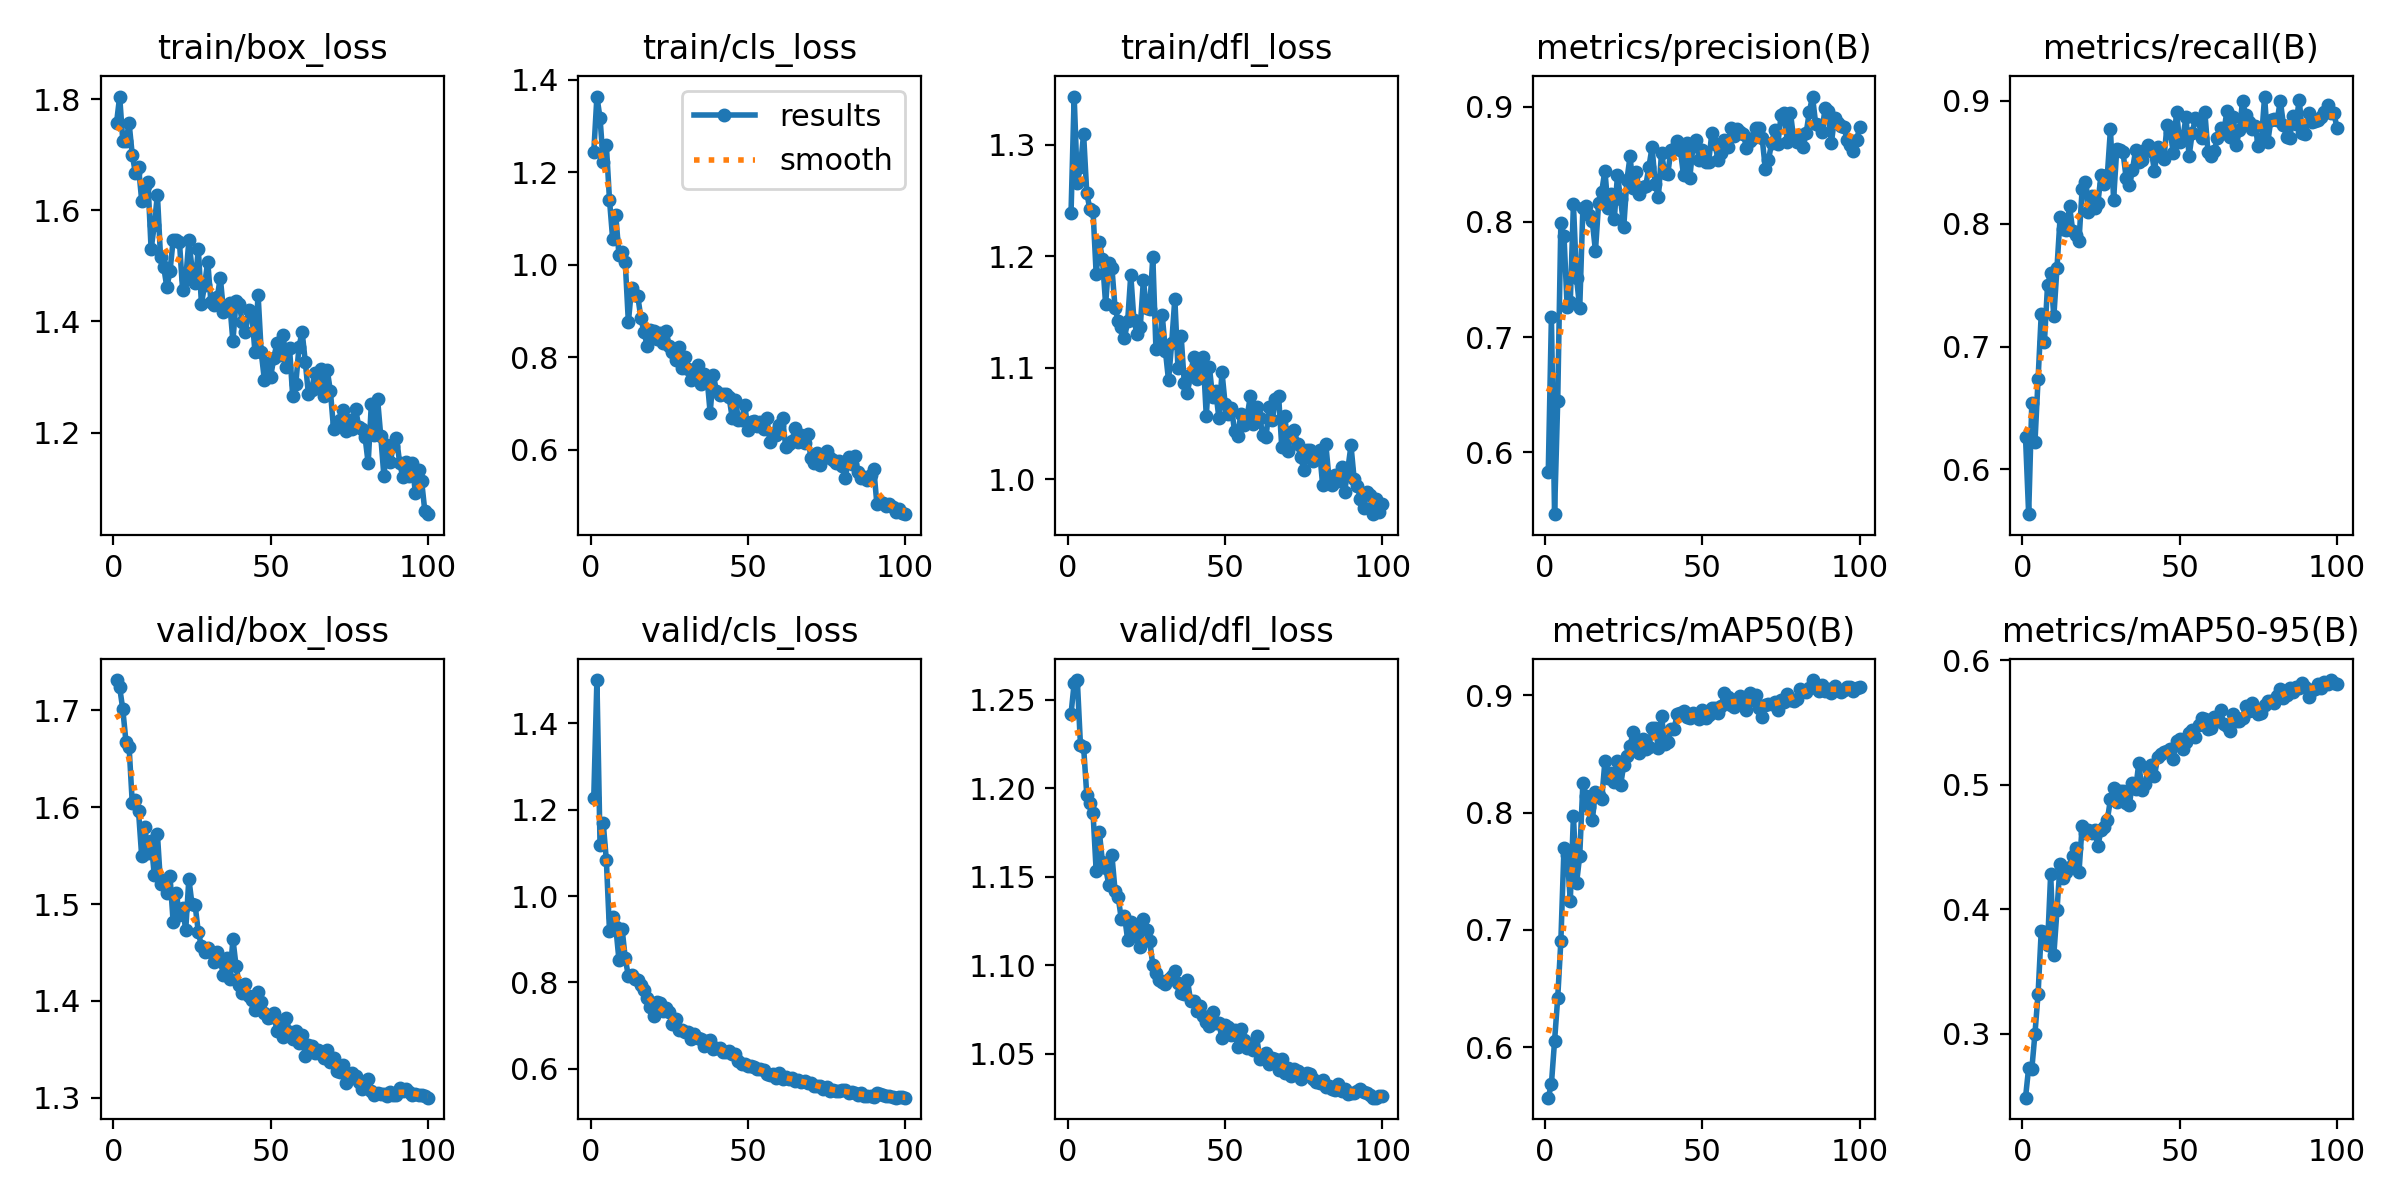 train/box_loss
train/cls_loss
train/dfl_loss
metrics/precision(B)
metrics/recall(B)
1.8
1.6
1.4
1.2
0 50 100
1.4
1.2
1.0
0.8
0.6
results
smooth
0 50 100
1.3
1.2
1.1
1.0
0 50 100
0.9
0.8
0.7
0.6
0 50 100
0.9
0.8
0.7
0.6
0 50 100
valid/box_loss
valid/cls_loss
valid/dfl_loss
metrics/mAP50(B)
metrics/mAP50-95(B)
1.7
1.6
1.5
1.4
1.3
0 50 100
1.4
1.2
1.0
0.8
0.6
0 50 100
1.25
1.20
1.15
1.10
1.05
0 50 100
0.9
0.8
0.7
0.6
0 50 100
0.6
0.5
0.4
0.3
0 50 100